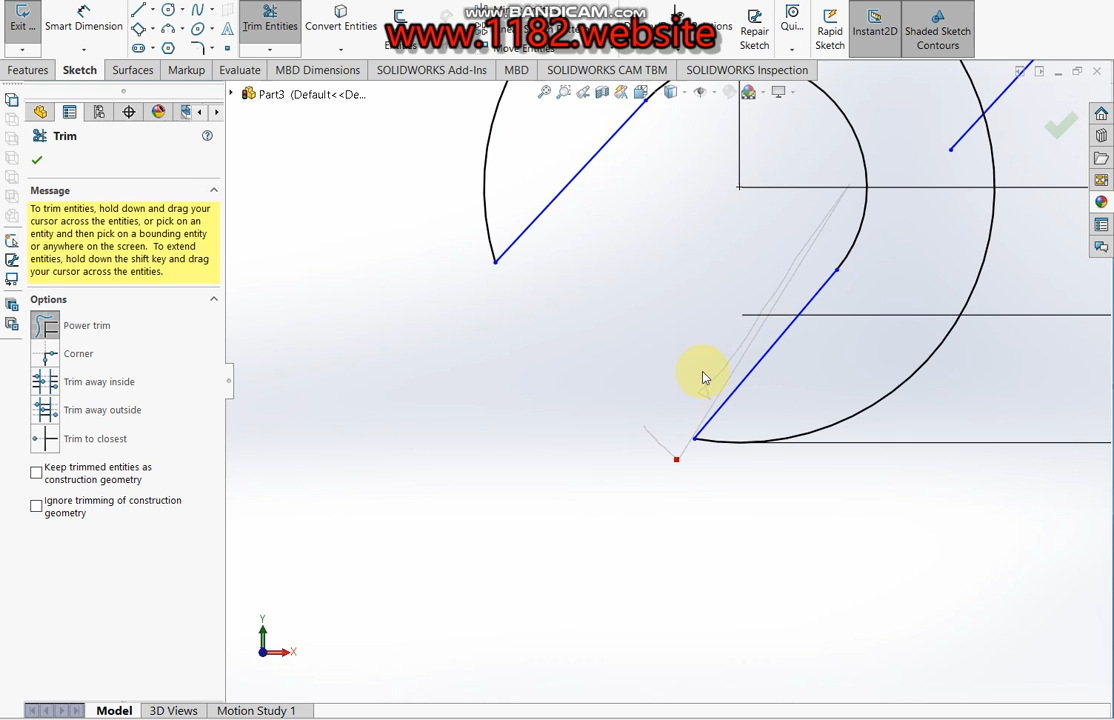 www.BANDICAM.com
www.1182.website
Exit ...
Smart Dimension
Trim Entities
Convert Entities
Move Entities
Repair
Sketch
Qui...
Rapid
Sketch
Instant2D
Shaded Sketch
Contours
Features
Sketch
Surfaces
Markup
Evaluate
MBD Dimensions
SOLIDWORKS Add-Ins
MBD
SOLIDWORKS CAM TBM
SOLIDWORKS Inspection
Part3 (Default<<De...
Trim
Message
To trim entities, hold down and drag your
cursor across the entities, or pick on an
entity and then pick on a bounding entity
or anywhere on the screen. To extend
entities, hold down the shift key and drag
your cursor across the entities.
Options
Power trim
Corner
Trim away inside
Trim away outside
Trim to closest
Keep trimmed entities as
construction geometry
Ignore trimming of construction
geometry
Y
X
Model
3D Views
Motion Study 1